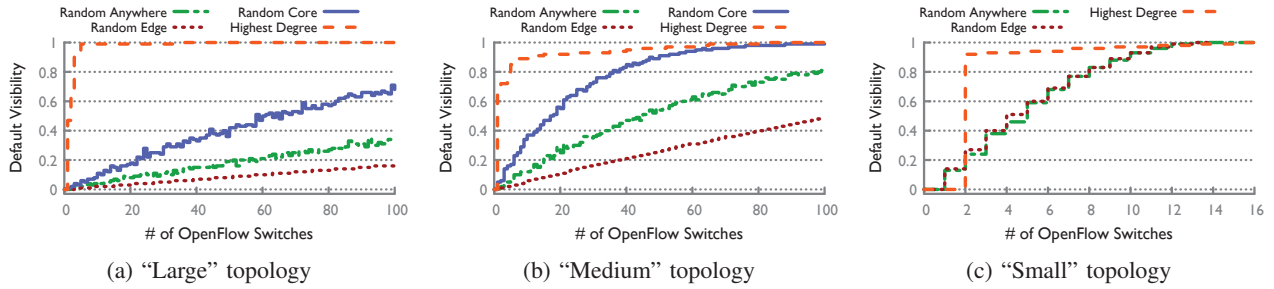 Random Anywhere Random Core
Random Edge Highest Degree
Default Visibility
1
0.8
0.6
0.4
0.2
0
0 20 40 60 80 100
# of OpenFlow Switches
(a) “Large” topology
Random Anywhere Random Core
Random Edge Highest Degree
Default Visibility
1
0.8
0.6
0.4
0.2
0
0 20 40 60 80 100
# of OpenFlow Switches
(b) “Medium” topology
Random Anywhere Highest Degree
Random Edge
Default Visibility
1
0.8
0.6
0.4
0.2
0
0 2 4 6 8 10 12 14 16
# of OpenFlow Switches
(c) “Small” topology